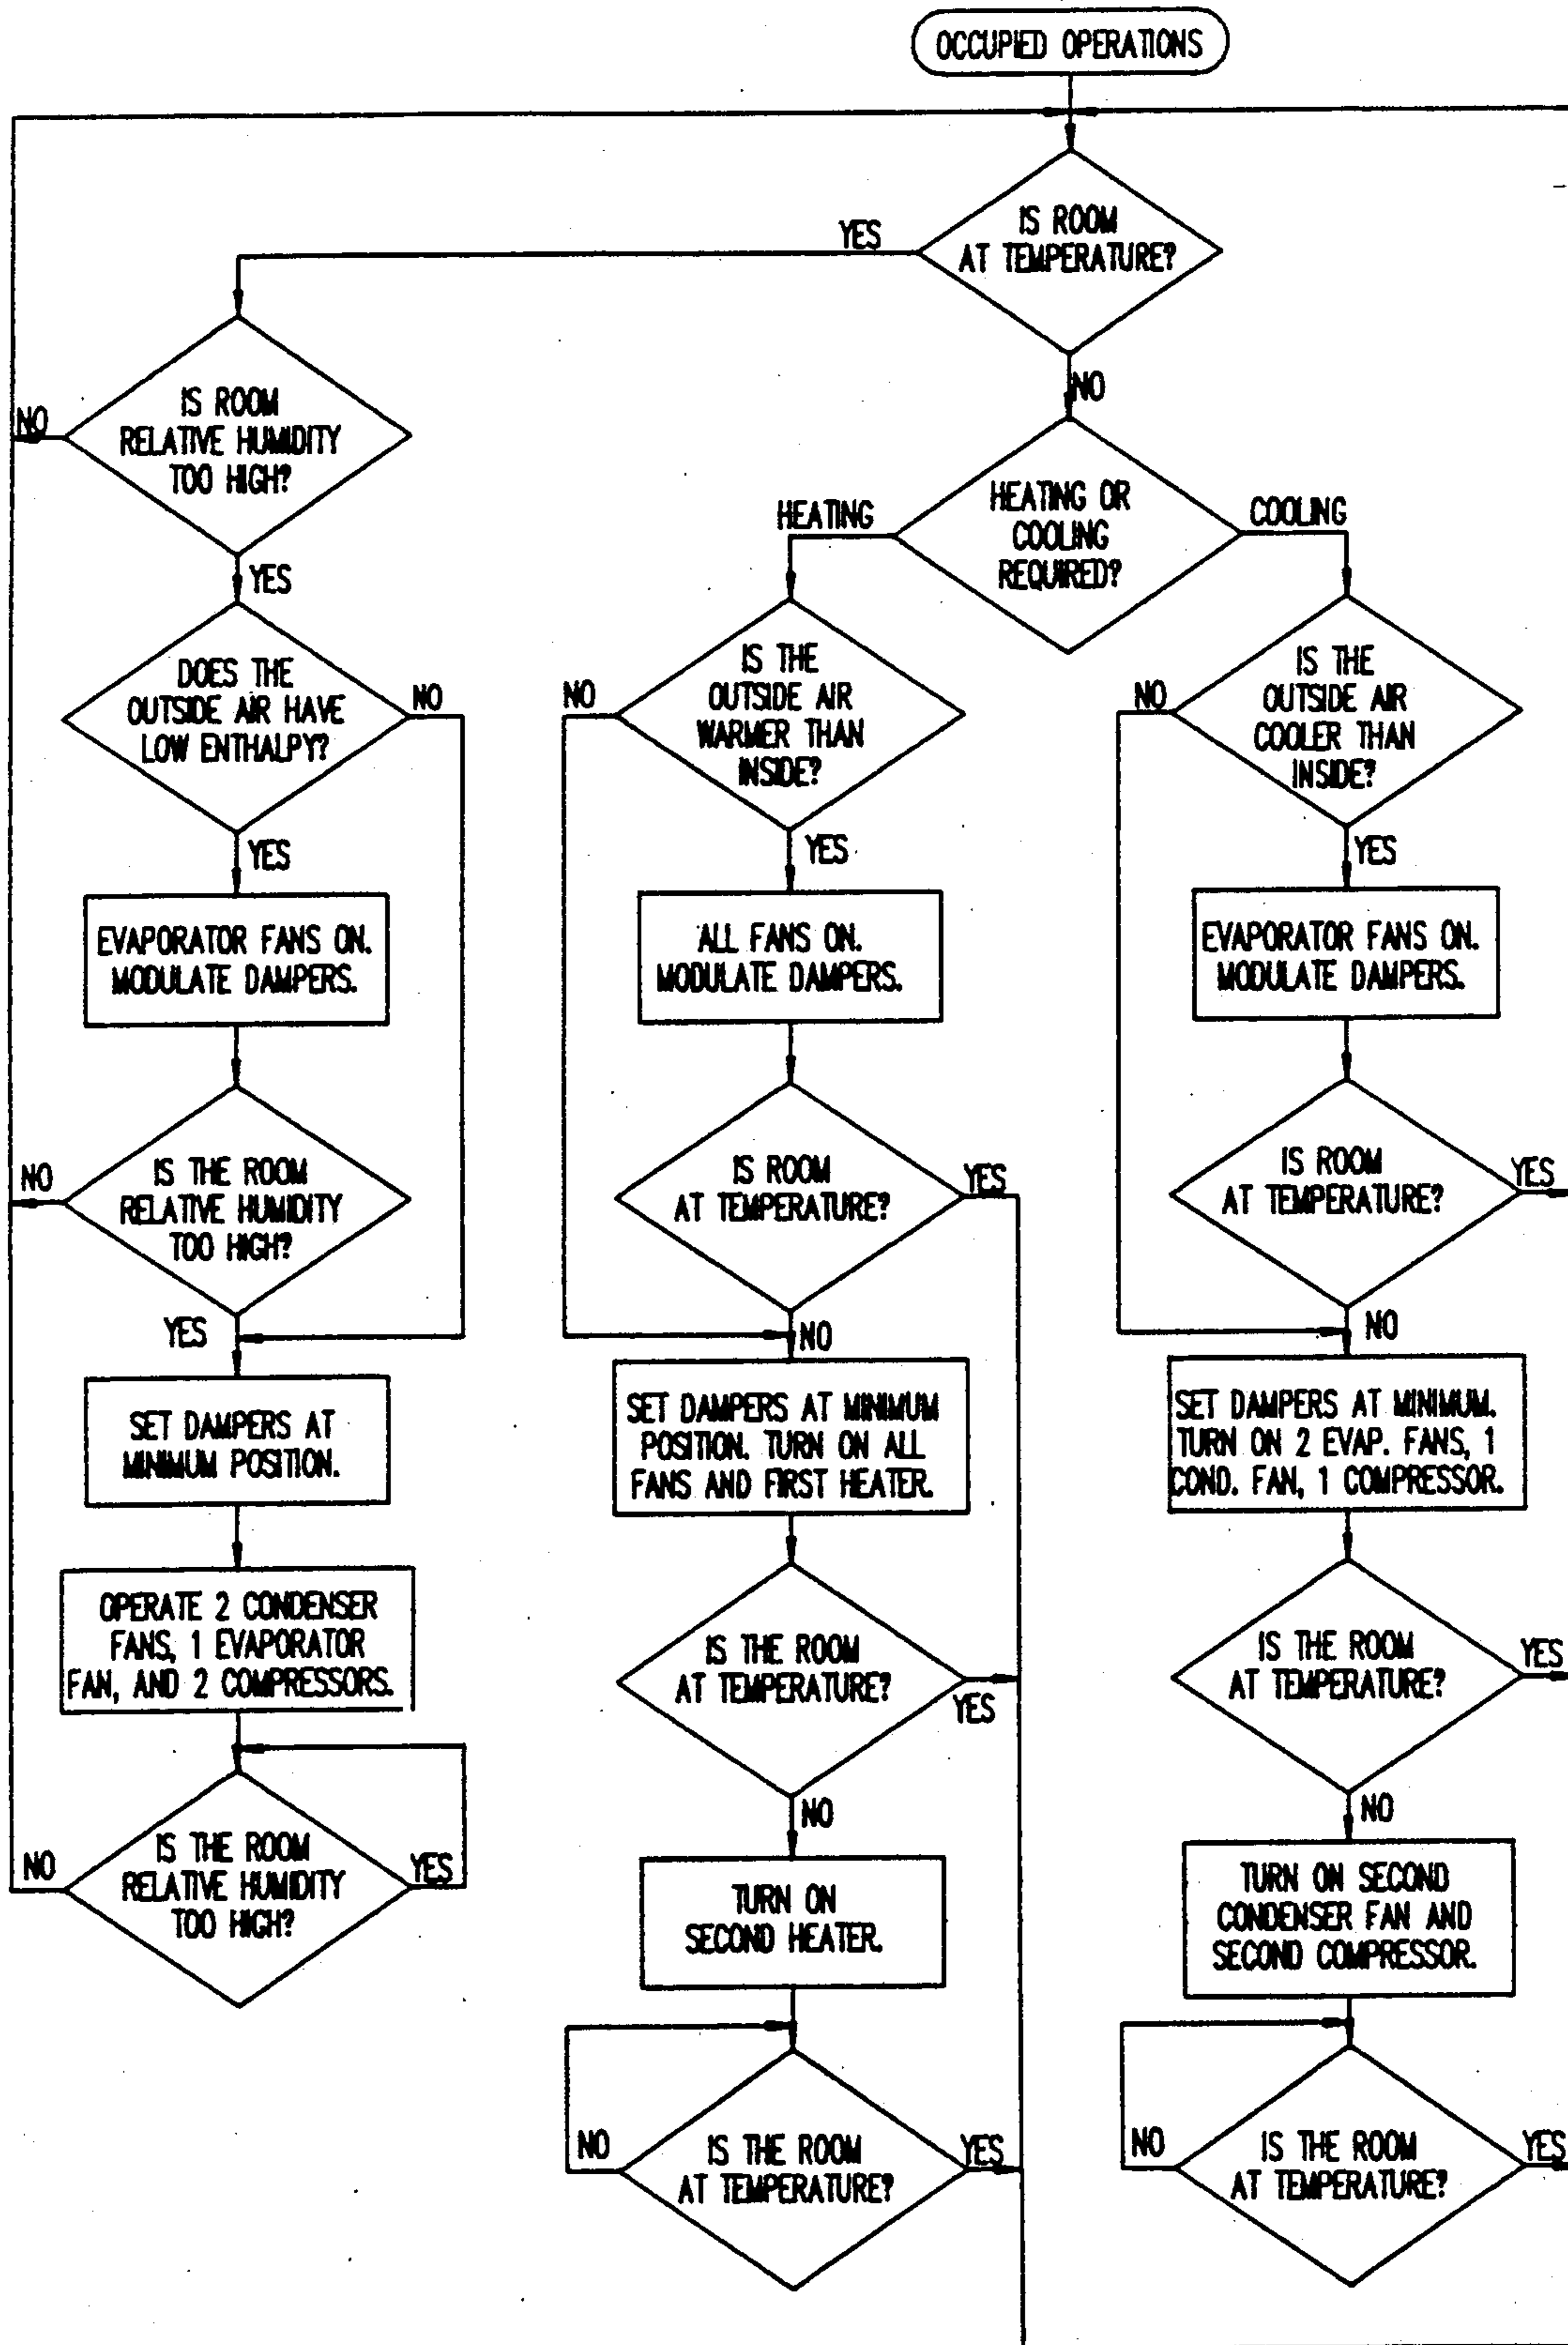 OCCUPIED OPERATIONS
IS ROOM
AT TEMPERATURE?
YES
NO
IS ROOM
RELATIVE HUMIDITY
TOO HIGH?
NO
YES
DOES THE
OUTSIDE AIR HAVE
LOW ENTHALPY?
NO
YES
EVAPORATOR FANS ON.
MODULATE DAMPERS.
IS THE ROOM
RELATIVE HUMIDITY
TOO HIGH?
NO
YES
SET DAMPERS AT
MINIMUM POSITION.
OPERATE 2 CONDENSER
FANS, 1 EVAPORATOR
FAN, AND 2 COMPRESSORS.
IS THE ROOM
RELATIVE HUMIDITY
TOO HIGH?
NO
YES
HEATING OR
COOLING
REQUIRED?
HEATING
COOLING
IS THE
OUTSIDE AIR
WARMER THAN
INSIDE?
NO
YES
ALL FANS ON.
MODULATE DAMPERS.
IS ROOM
AT TEMPERATURE?
YES
NO
SET DAMPERS AT MINIMUM
POSITION. TURN ON ALL
FANS AND FIRST HEATER.
IS THE ROOM
AT TEMPERATURE?
YES
NO
TURN ON
SECOND HEATER.
IS THE ROOM
AT TEMPERATURE?
NO
YES
IS THE
OUTSIDE AIR
COOLER THAN
INSIDE?
NO
YES
EVAPORATOR FANS ON.
MODULATE DAMPERS.
IS ROOM
AT TEMPERATURE?
YES
NO
SET DAMPERS AT MINIMUM.
TURN ON 2 EVAP. FANS, 1
COND. FAN, 1 COMPRESSOR.
IS THE ROOM
AT TEMPERATURE?
YES
NO
TURN ON SECOND
CONDENSER FAN AND
SECOND COMPRESSOR.
IS THE ROOM
AT TEMPERATURE?
NO
YES